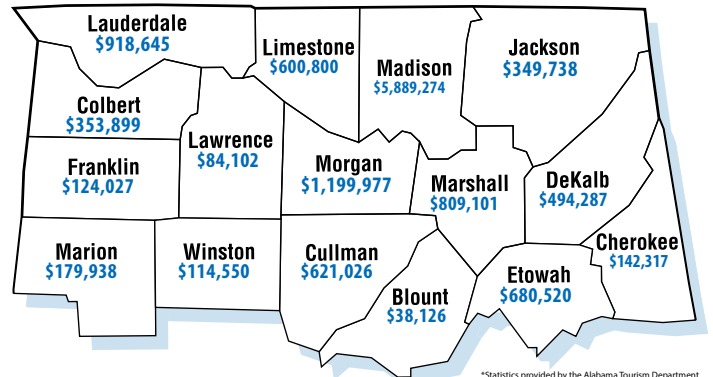 Lauderdale
$918,645
Limestone
$600,800
Madison
$5,889,274
Jackson
$349,738
Colbert
$353,899
Lawrence
$84,102
Franklin
$124,027
Morgan
$1,199,977
Marshall
$809,101
DeKalb
$494,287
Cherokee
$142,317
Marion
$179,938
Winston
$114,550
Cullman
$621,026
Blount
$38,126
Etowah
$680,520
*Statistics provided by the Alabama Tourism Department